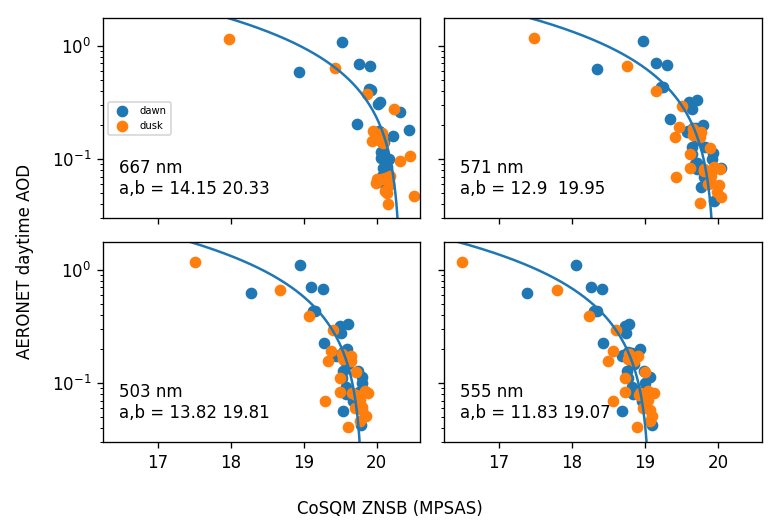 10⁰
dawn
dusk
10⁻¹
667 nm
a,b = 14.15 20.33
571 nm
a,b = 12.9  19.95
AERONET daytime AOD
10⁰
10⁻¹
503 nm
a,b = 13.82 19.81
555 nm
a,b = 11.83 19.07
17 18 19 20 17 18 19 20
CoSQM ZNSB (MPSAS)